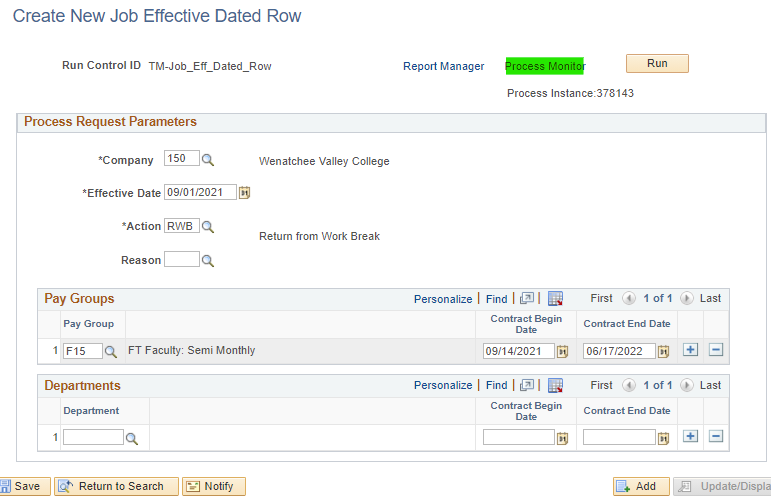 Create New Job Effective Dated Row
Run Control ID TM-Job_Eff_Dated_Row Report Manager Process Monitor Run
Process Instance:378143
Process Request Parameters
*Company 150 Wenatchee Valley College
*Effective Date 09/01/2021
*Action RWB
Return from Work Break
Reason
Pay Groups Personalize | Find | First 1 of 1 Last
Pay Group Contract Begin Date Contract End Date
1 F15 FT Faculty: Semi Monthly 09/14/2021 06/17/2022
Departments Personalize | Find | First 1 of 1 Last
Department Contract Begin Date Contract End Date
1
Save Return to Search Notify Add Update/Displa